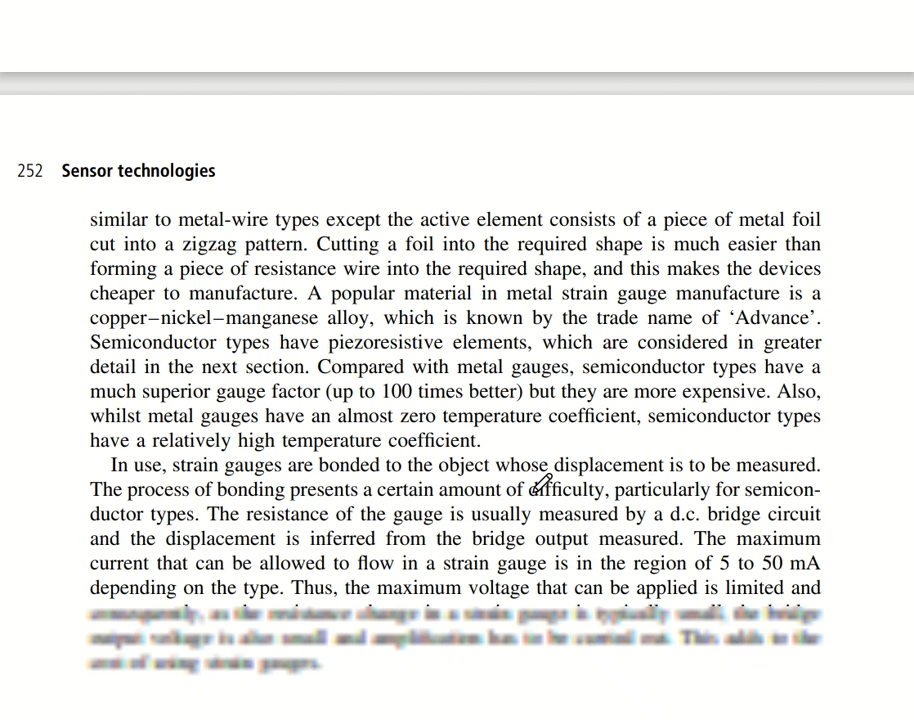 252 Sensor technologies
similar to metal-wire types except the active element consists of a piece of metal foil
cut into a zigzag pattern. Cutting a foil into the required shape is much easier than
forming a piece of resistance wire into the required shape, and this makes the devices
cheaper to manufacture. A popular material in metal strain gauge manufacture is a
copper–nickel–manganese alloy, which is known by the trade name of ‘Advance’.
Semiconductor types have piezoresistive elements, which are considered in greater
detail in the next section. Compared with metal gauges, semiconductor types have a
much superior gauge factor (up to 100 times better) but they are more expensive. Also,
whilst metal gauges have an almost zero temperature coefficient, semiconductor types
have a relatively high temperature coefficient.
In use, strain gauges are bonded to the object whose displacement is to be measured.
The process of bonding presents a certain amount of difficulty, particularly for semicon-
ductor types. The resistance of the gauge is usually measured by a d.c. bridge circuit
and the displacement is inferred from the bridge output measured. The maximum
current that can be allowed to flow in a strain gauge is in the region of 5 to 50 mA
depending on the type. Thus, the maximum voltage that can be applied is limited and